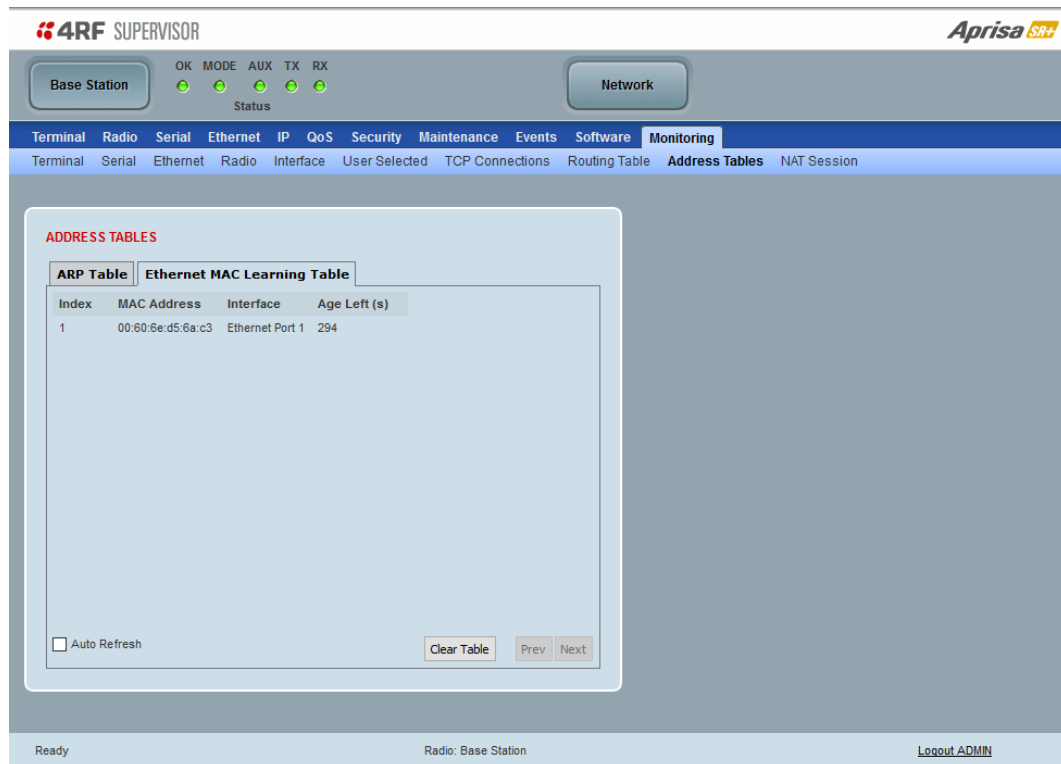 4RF SUPERVISOR
Aprisa SR+
Base Station
OK MODE AUX TX RX
Status
Network
Terminal Radio Serial Ethernet IP QoS Security Maintenance Events Software Monitoring
Terminal Serial Ethernet Radio Interface User Selected TCP Connections Routing Table Address Tables NAT Session
ADDRESS TABLES
ARP Table Ethernet MAC Learning Table
Index MAC Address Interface Age Left (s)
1 00:60:6e:d5:6a:c3 Ethernet Port 1 294
Auto Refresh Clear Table Prev Next
Ready Radio: Base Station Logout ADMIN